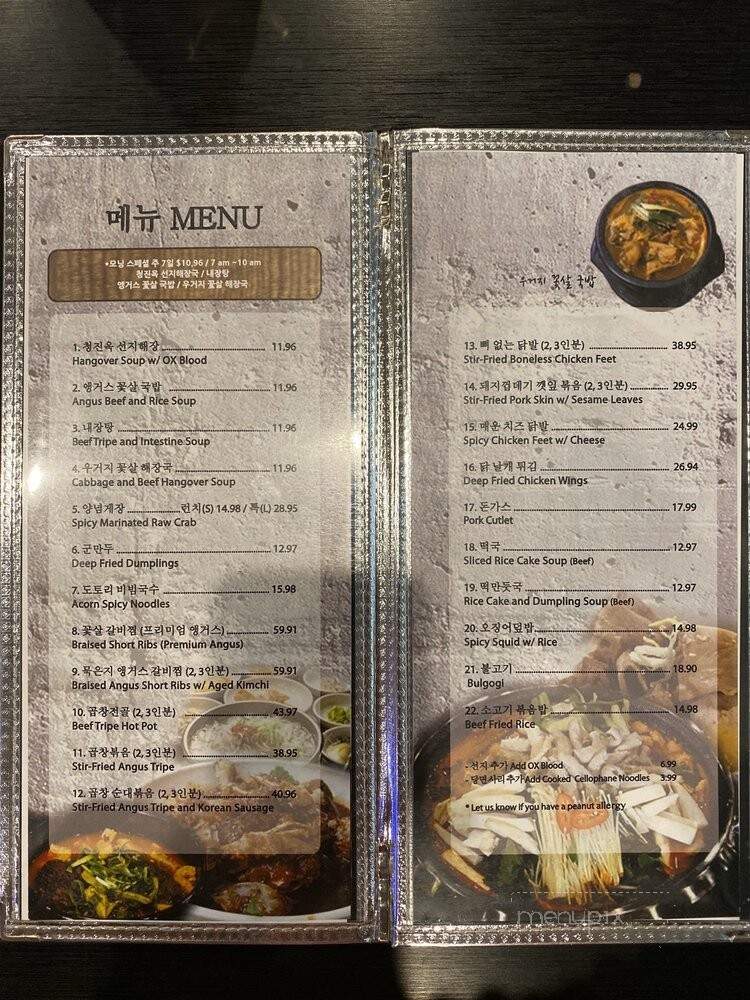 메뉴 MENU
*모닝 스페셜 주 7일 $10.96 / 7 am ~10 am
청진옥 선지해장국 / 내장탕
앵거스 꽃살 국밥 / 우거지 꽃살 해장국
1. 청진옥 선지해장 11.96
Hangover Soup w/ OX Blood
2. 앵거스 꽃살 국밥 11.96
Angus Beef and Rice Soup
3. 내장탕 11.96
Beef Tripe and Intestine Soup
4. 우거지 꽃살 해장국 11.96
Cabbage and Beef Hangover Soup
5. 양념게장 런치(S) 14.98 / 특(L) 28.95
Spicy Marinated Raw Crab
6. 군만두 12.97
Deep Fried Dumplings
7. 도토리 비빔국수 15.98
Acorn Spicy Noodles
8. 꽃살 갈비찜 (프리미엄 앵거스) 59.91
Braised Short Ribs (Premium Angus)
9. 묵은지 앵거스 갈비찜 (2, 3인분) 59.91
Braised Angus Short Ribs w/ Aged Kimchi
10. 곱창전골 (2, 3인분) 43.97
Beef Tripe Hot Pot
11. 곱창볶음 (2, 3인분) 38.95
Stir-Fried Angus Tripe
12. 곱창 순대볶음 (2, 3인분) 40.96
Stir-Fried Angus Tripe and Korean Sausage
우거지 꽃살 국밥
13. 뼈 없는 닭발 (2, 3인분) 38.95
Stir-Fried Boneless Chicken Feet
14. 돼지껍데기 깻잎 볶음 (2, 3인분) 29.95
Stir-Fried Pork Skin w/ Sesame Leaves
15. 매운 치즈 닭발 24.99
Spicy Chicken Feet w/ Cheese
16. 닭 날개 튀김 26.94
Deep Fried Chicken Wings
17. 돈가스 17.99
Pork Cutlet
18. 떡국 12.97
Sliced Rice Cake Soup (Beef)
19. 떡만둣국 12.97
Rice Cake and Dumpling Soup (Beef)
20. 오징어덮밥 14.98
Spicy Squid w/ Rice
21. 불고기 18.90
Bulgogi
22. 소고기 볶음밥 14.98
Beef Fried Rice
- 선지 추가 Add OX Blood 6.99
- 당면사리 추가 Add Cooked Cellophane Noodles 3.99
* Let us know if you have a peanut allergy
menupix